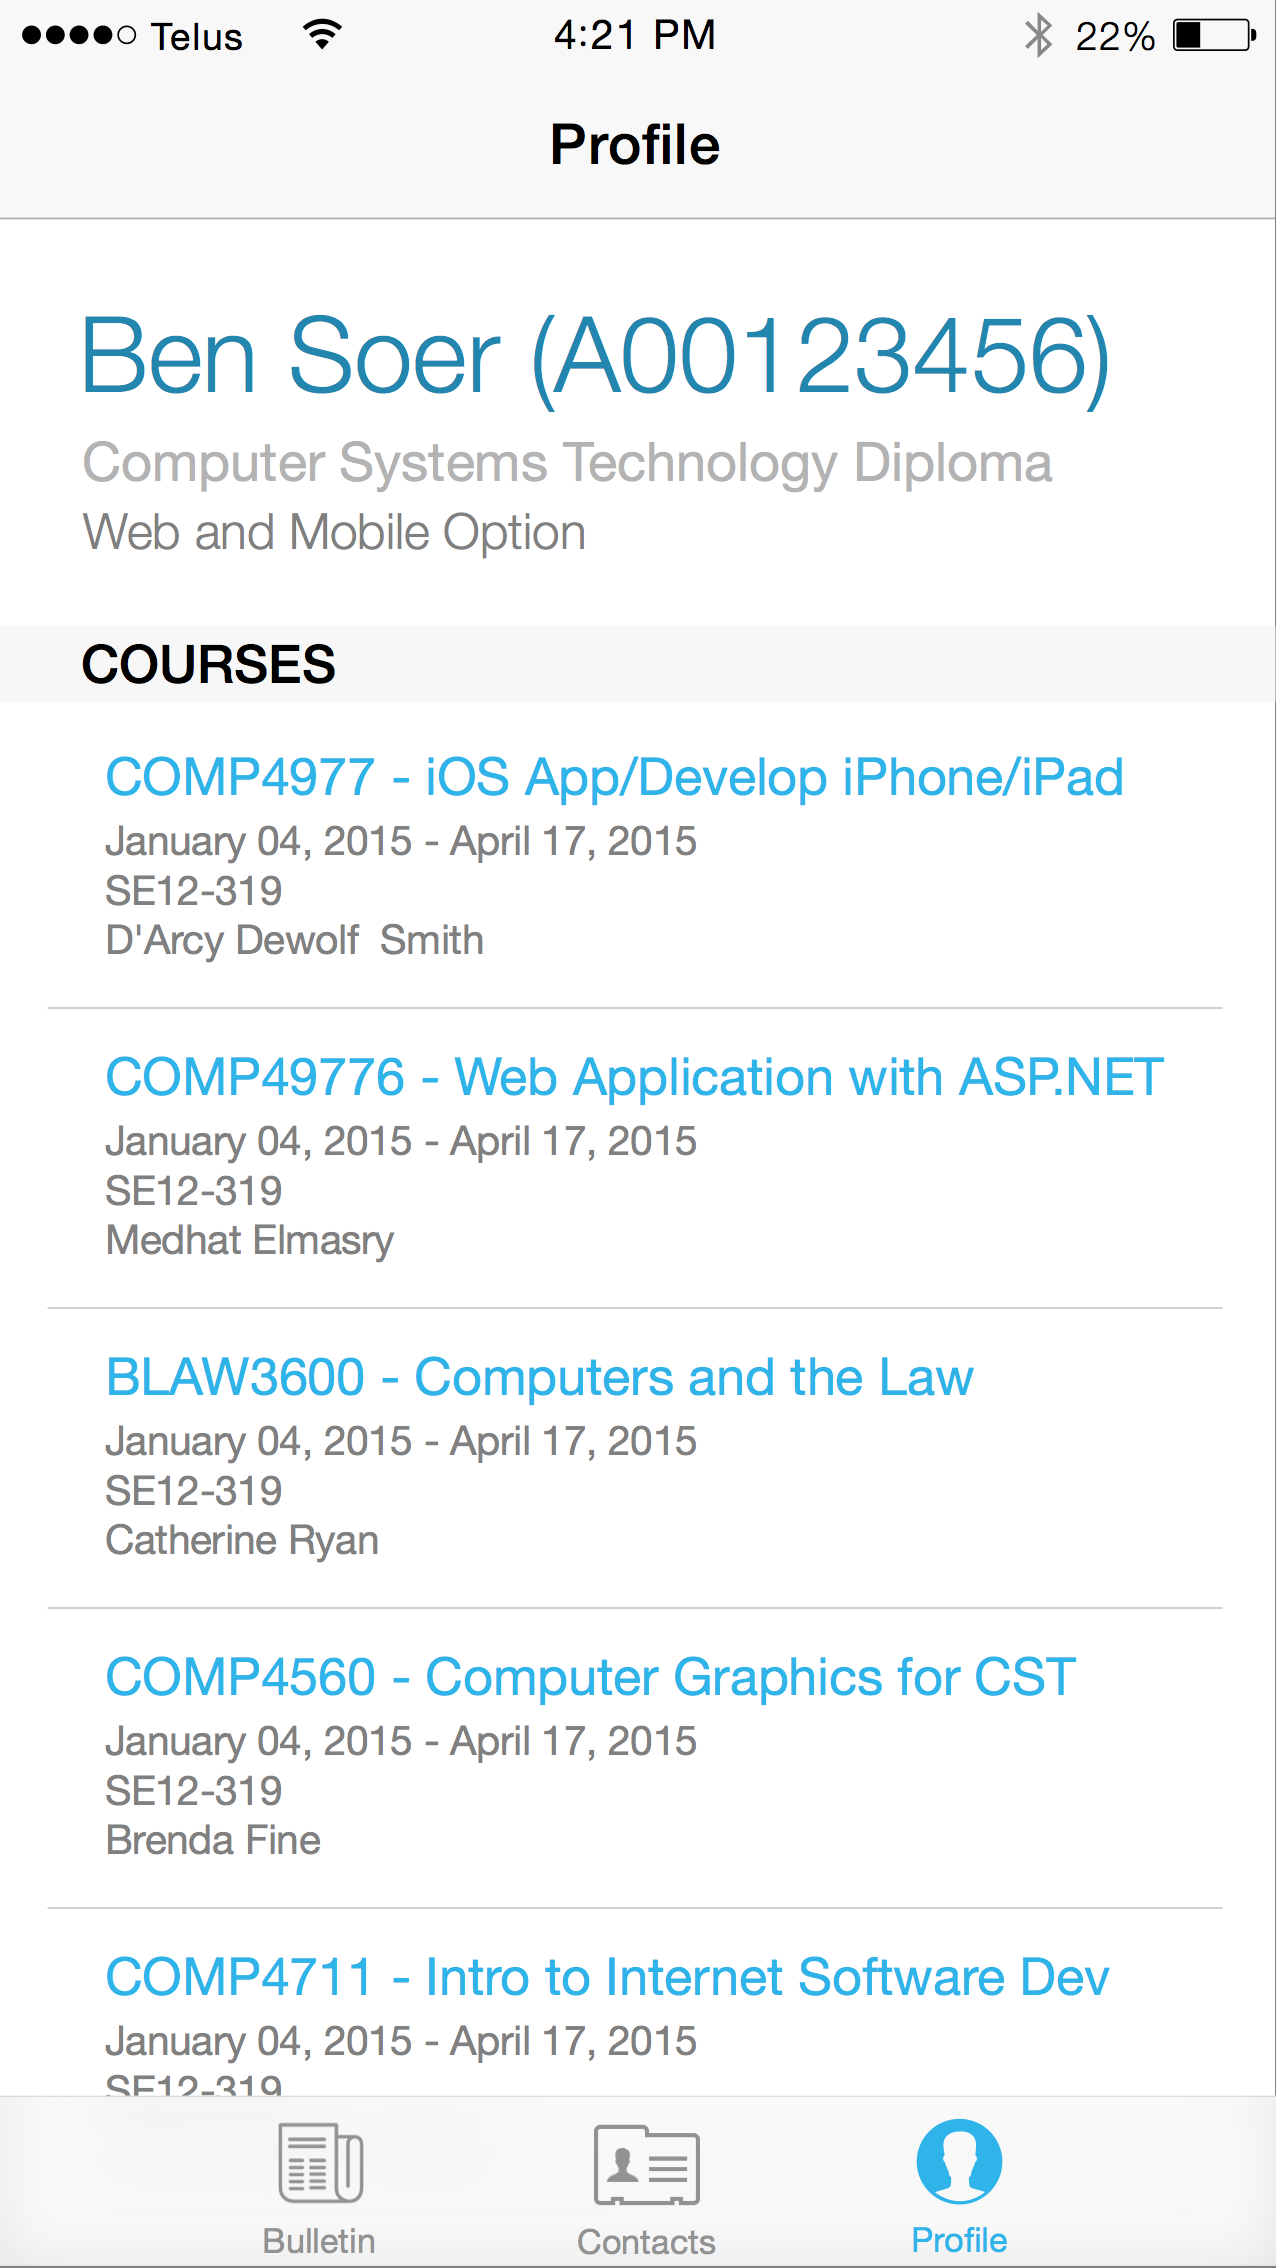 Telus 4:21 PM 22%
Profile
Ben Soer (A00123456)
Computer Systems Technology Diploma
Web and Mobile Option
COURSES
COMP4977 - iOS App/Develop iPhone/iPad
January 04, 2015 - April 17, 2015
SE12-319
D'Arcy Dewolf  Smith
COMP49776 - Web Application with ASP.NET
January 04, 2015 - April 17, 2015
SE12-319
Medhat Elmasry
BLAW3600 - Computers and the Law
January 04, 2015 - April 17, 2015
SE12-319
Catherine Ryan
COMP4560 - Computer Graphics for CST
January 04, 2015 - April 17, 2015
SE12-319
Brenda Fine
COMP4711 - Intro to Internet Software Dev
January 04, 2015 - April 17, 2015
SE12-319
Bulletin Contacts Profile